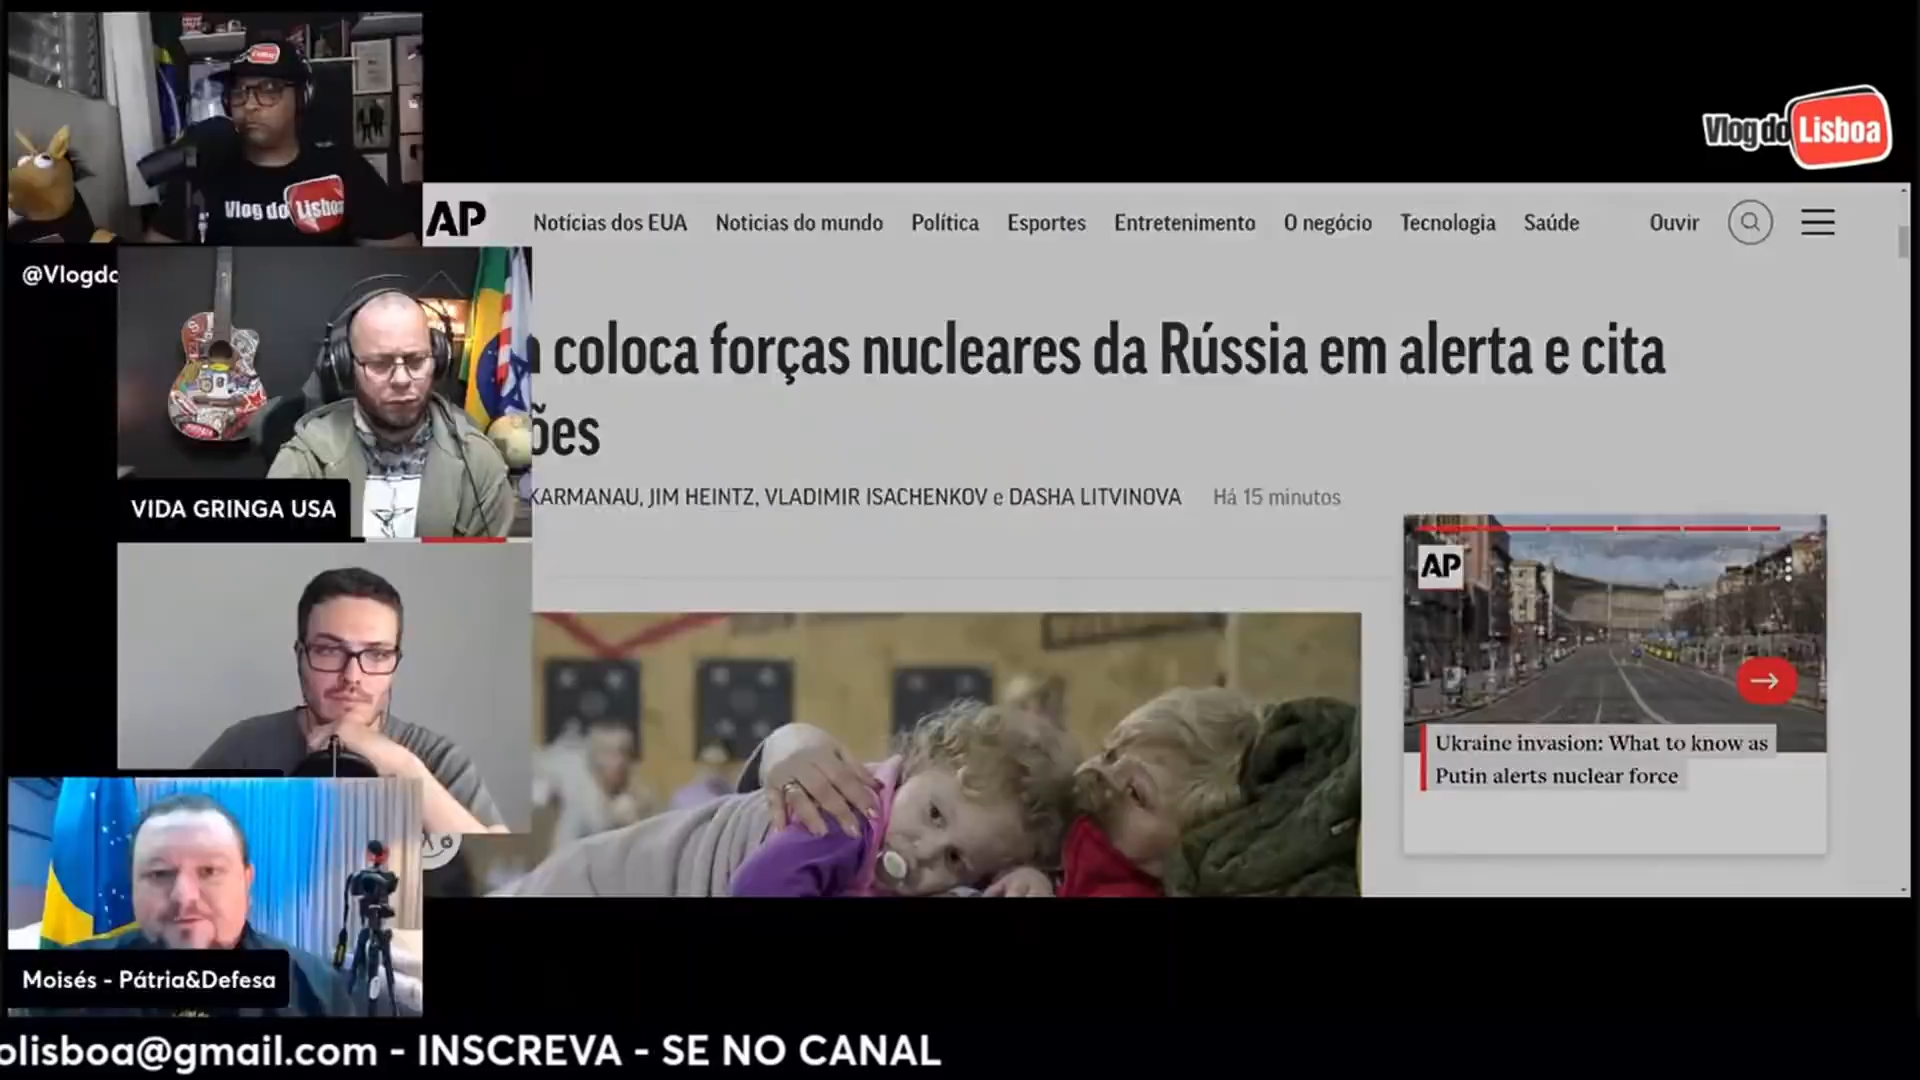 Vlog do Lisboa
Vlog do Lisboa
@Vlogdo
AP
Notícias dos EUA Noticias do mundo Política Esportes Entretenimento O negócio Tecnologia Saúde Ouvir
coloca forças nucleares da Rússia em alerta e cita
ões
KARMANAU, JIM HEINTZ, VLADIMIR ISACHENKOV e DASHA LITVINOVA Há 15 minutos
VIDA GRINGA USA
AP
Ukraine invasion: What to know as
Putin alerts nuclear force
Moisés - Pátria&Defesa
olisboa@gmail.com - INSCREVA - SE NO CANAL